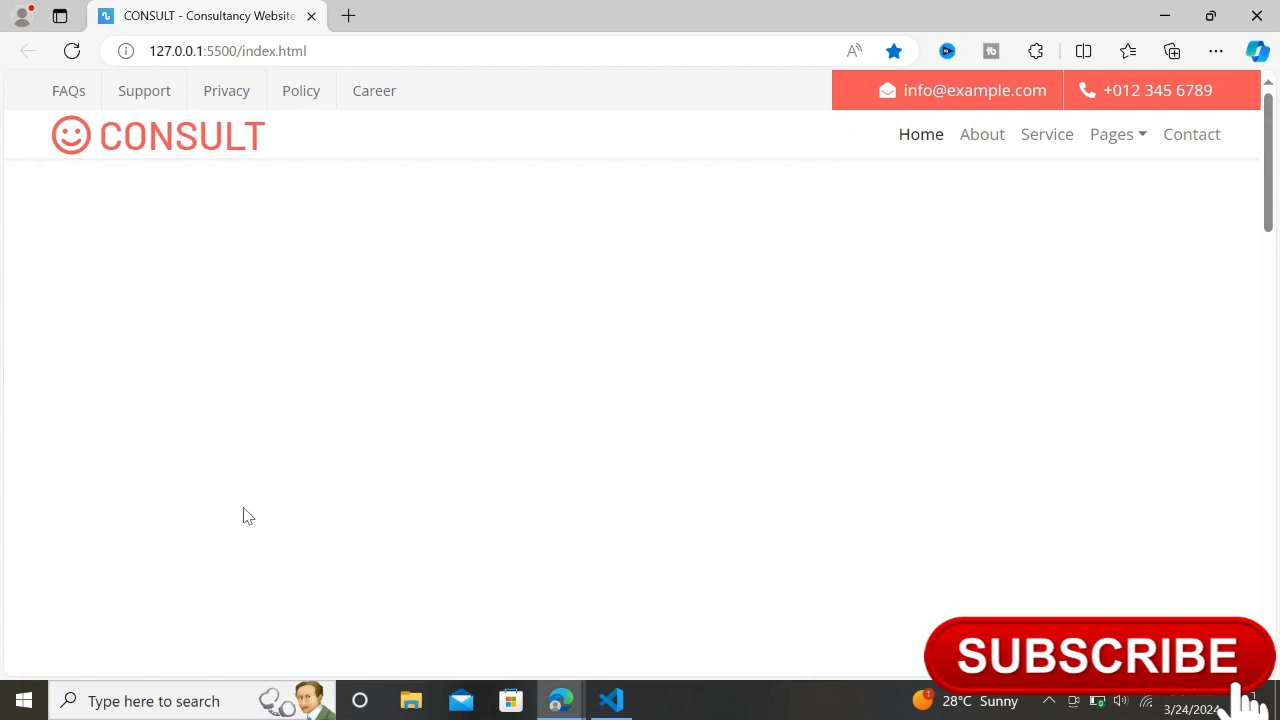 CONSULT - Consultancy Website
127.0.0.1:5500/index.html
FAQs Support Privacy Policy Career info@example.com +012 345 6789
CONSULT Home About Service Pages Contact
SUBSCRIBE
Type here to search 28°C Sunny
3/24/2024